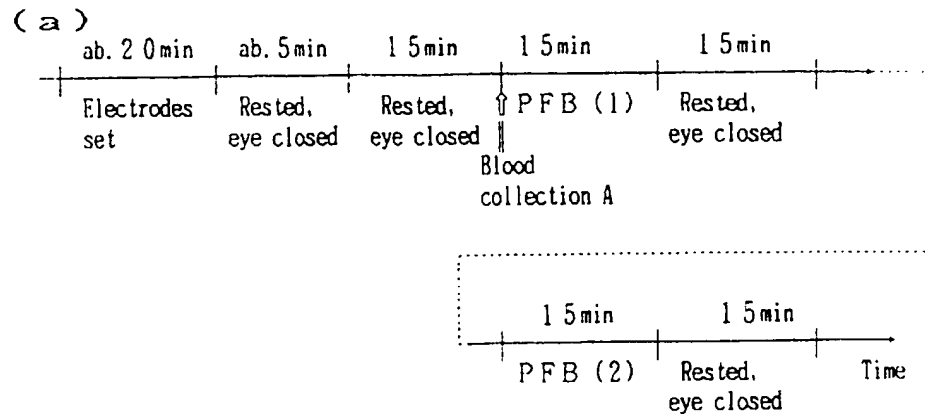 (a)
ab. 20min ab. 5min 15min 15min 15min
Electrodes Rested, Rested, PFB (1) Rested,
set eye closed eye closed eye closed
Blood
collection A
15min 15min
PFB (2) Rested, Time
eye closed